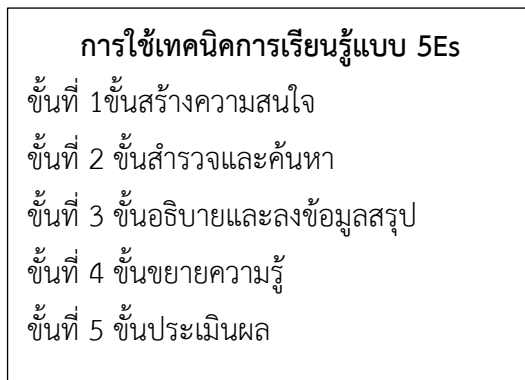 การใช้เทคนิคการเรียนรู้แบบ 5Es
ขั้นที่ 1ขั้นสร้างความสนใจ
ขั้นที่ 2 ขั้นสำรวจและค้นหา
ขั้นที่ 3 ขั้นอธิบายและลงข้อมูลสรุป
ขั้นที่ 4 ขั้นขยายความรู้
ขั้นที่ 5 ขั้นประเมินผล